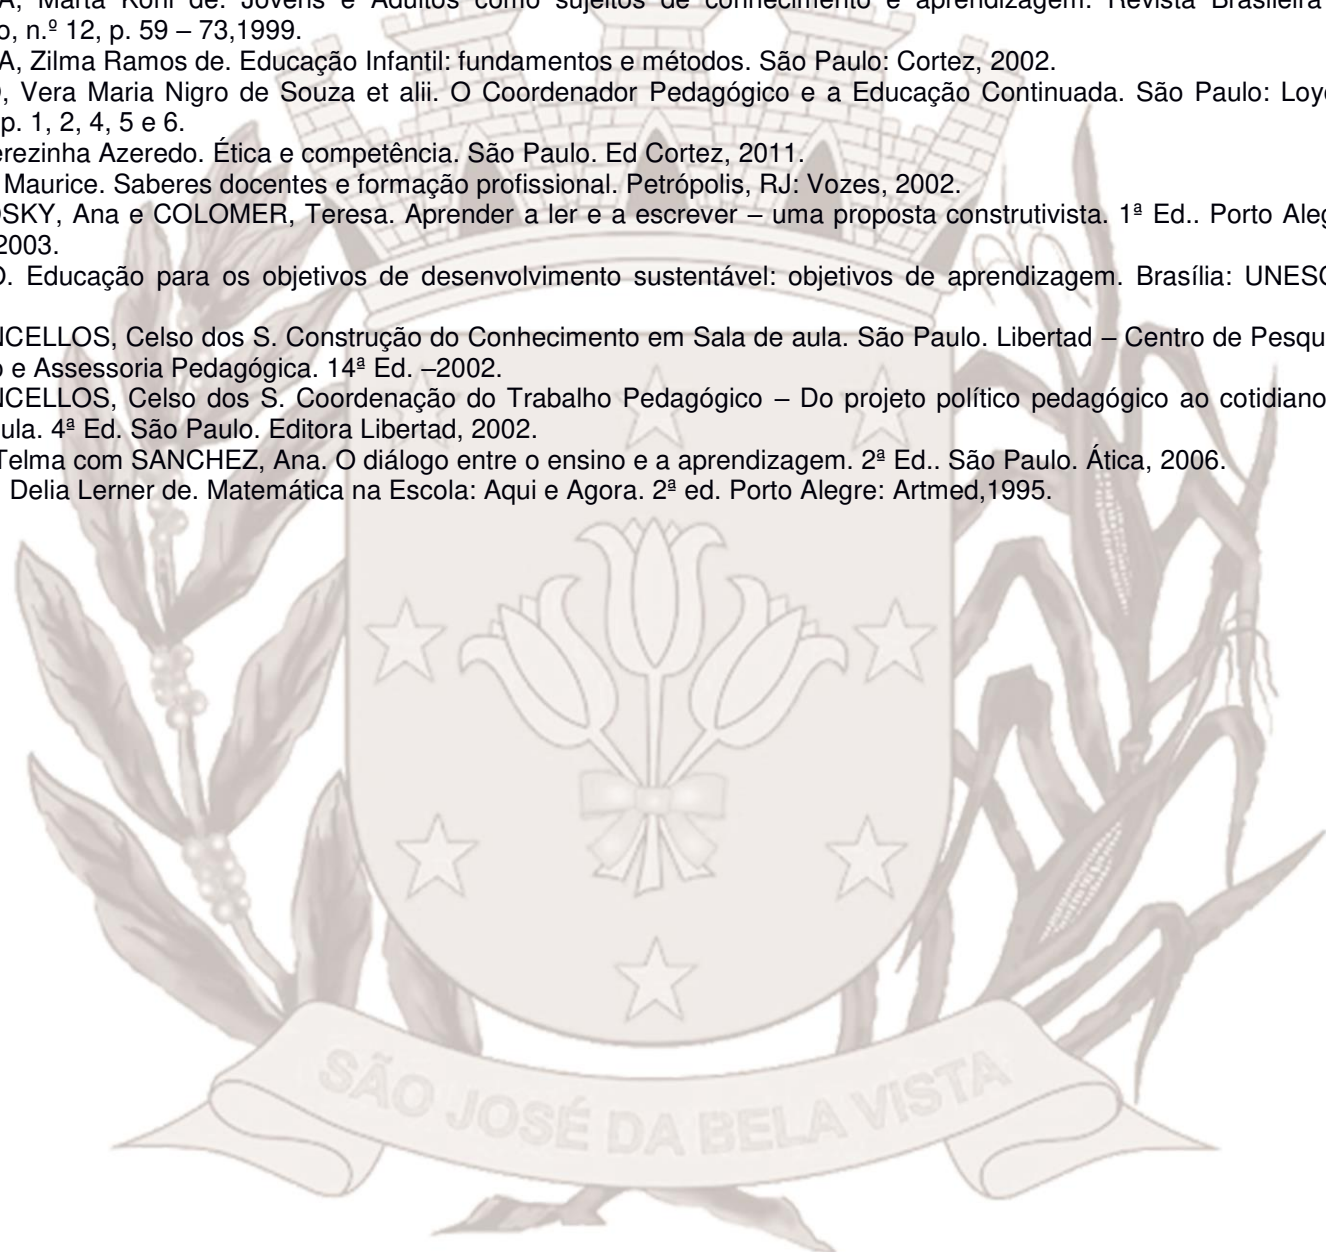 A, Marta Kohl de. Jovens e Adultos como sujeitos de conhecimento e aprendizagem. Revista Brasileira
o, n.º 12, p. 59 – 73,1999.
A, Zilma Ramos de. Educação Infantil: fundamentos e métodos. São Paulo: Cortez, 2002.
, Vera Maria Nigro de Souza et alii. O Coordenador Pedagógico e a Educação Continuada. São Paulo: Loy
p. 1, 2, 4, 5 e 6.
erezinha Azeredo. Ética e competência. São Paulo. Ed Cortez, 2011.
Maurice. Saberes docentes e formação profissional. Petrópolis, RJ: Vozes, 2002.
OSKY, Ana e COLOMER, Teresa. Aprender a ler e a escrever – uma proposta construtivista. 1ª Ed.. Porto Aleg
2003.
O. Educação para os objetivos de desenvolvimento sustentável: objetivos de aprendizagem. Brasília: UNESC
NCELLOS, Celso dos S. Construção do Conhecimento em Sala de aula. São Paulo. Libertad – Centro de Pesqu
o e Assessoria Pedagógica. 14ª Ed. –2002.
NCELLOS, Celso dos S. Coordenação do Trabalho Pedagógico – Do projeto político pedagógico ao cotidiano
ula. 4ª Ed. São Paulo. Editora Libertad, 2002.
Telma com SANCHEZ, Ana. O diálogo entre o ensino e a aprendizagem. 2ª Ed.. São Paulo. Ática, 2006.
Delia Lerner de. Matemática na Escola: Aqui e Agora. 2ª ed. Porto Alegre: Artmed,1995.
SÃO JOSÉ DA BELA VISTA